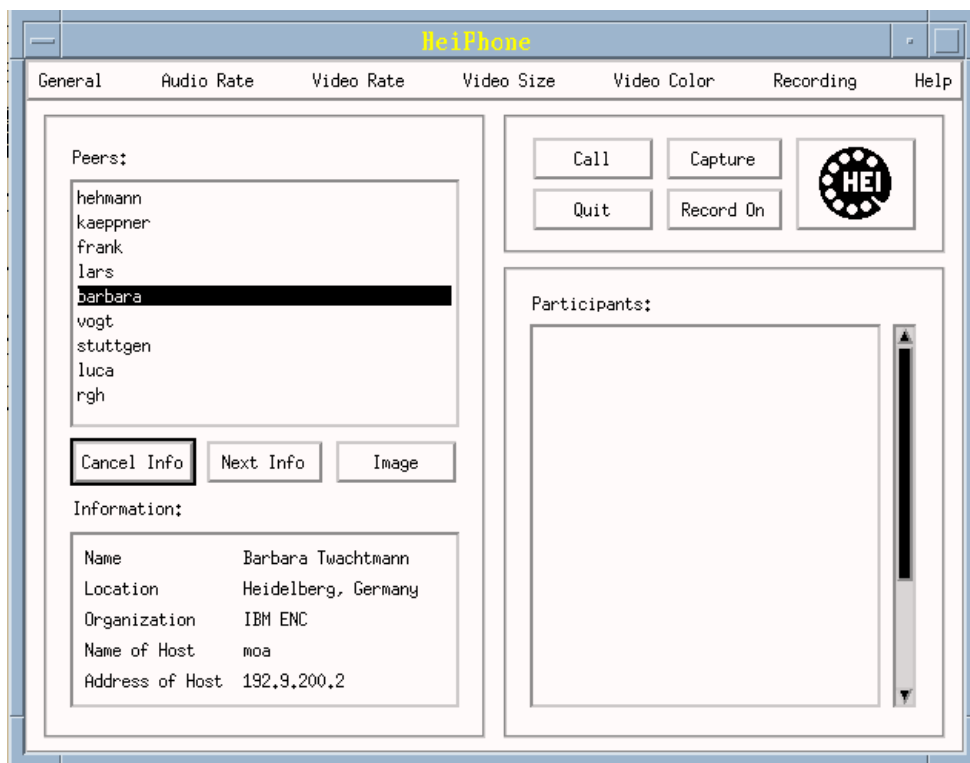 HeiPhone
General Audio Rate Video Rate Video Size Video Color Recording Help
Peers:
hehmann
kaeppner
frank
lars
barbara
vogt
stuttgen
luca
rgh
Cancel Info Next Info Image
Information:
Name Barbara Twachtmann
Location Heidelberg, Germany
Organization IBM ENC
Name of Host moa
Address of Host 192.9.200.2
Call Capture
Quit Record On
HEI
Participants: